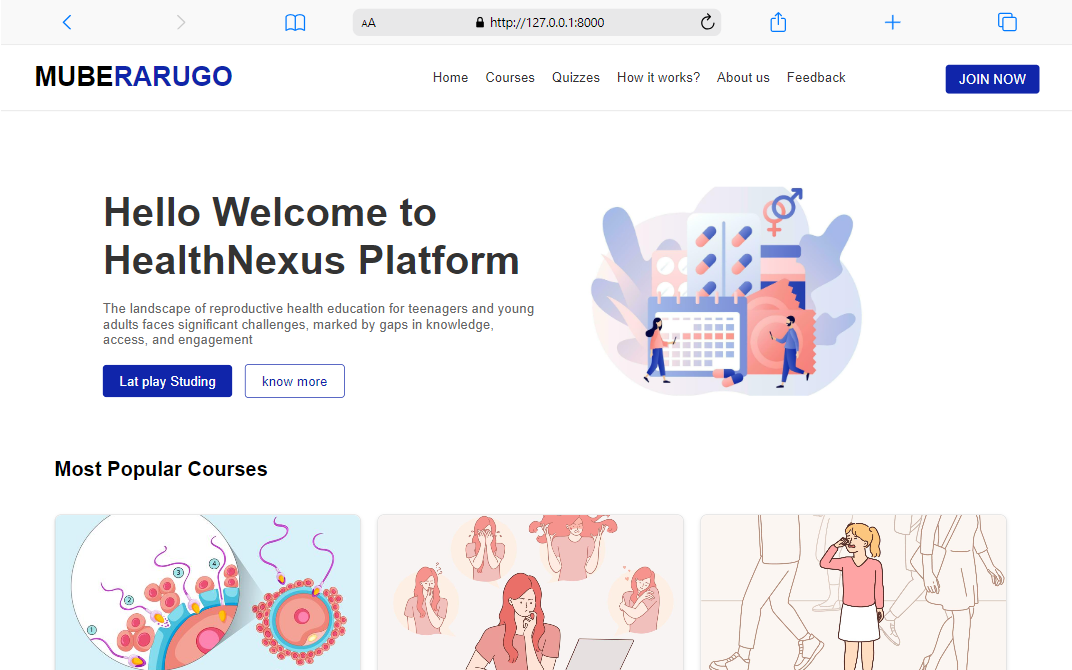 AA http://127.0.0.1:8000
MUBERARUGO Home Courses Quizzes How it works? About us Feedback JOIN NOW
Hello Welcome to
HealthNexus Platform
The landscape of reproductive health education for teenagers and young
adults faces significant challenges, marked by gaps in knowledge,
access, and engagement
Lat play Studing know more
Most Popular Courses
4
3
2
1